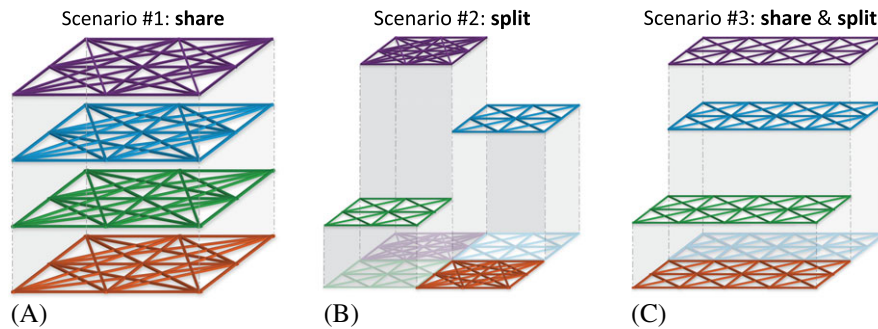 Scenario #1: share
Scenario #2: split
Scenario #3: share & split
(A)
(B)
(C)